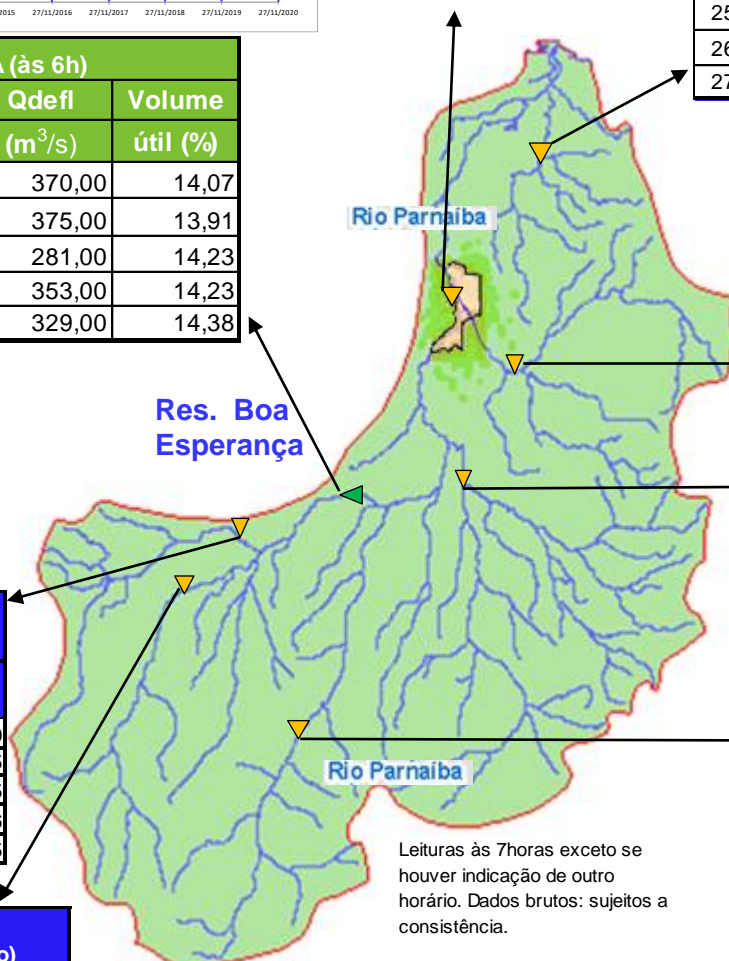 2015 27/11/2016 27/11/2017 27/11/2018 27/11/2019 27/11/2020
25
26
27
(às 6h)
Qdefl Volume
(m³/s) útil (%)
370,00 14,07
375,00 13,91
281,00 14,23
353,00 14,23
329,00 14,38
Rio Parnaíba
Res. Boa
Esperança
Rio Parnaíba
Leituras às 7horas exceto se
houver indicação de outro
horário. Dados brutos: sujeitos a
consistência.